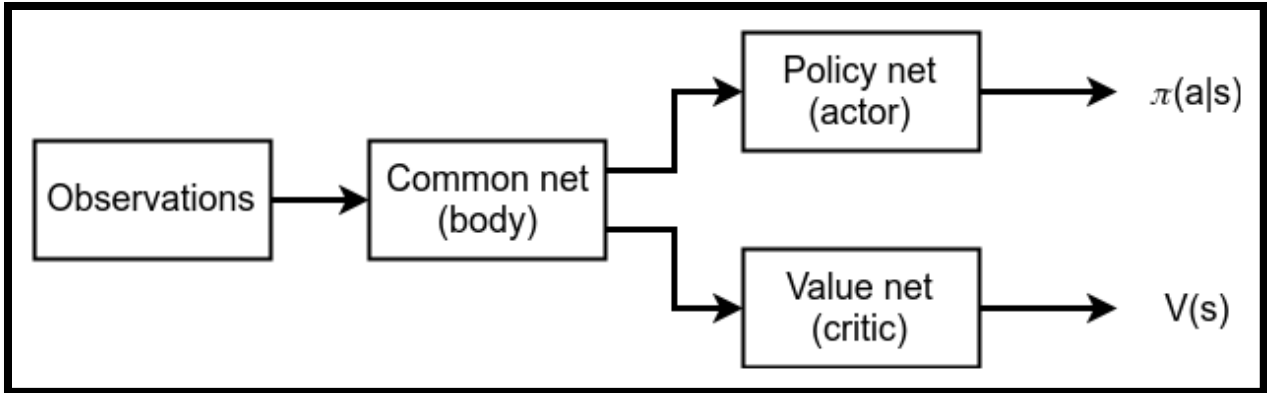 Observations
Common net
(body)
Policy net
(actor)
π(a|s)
Value net
(critic)
V(s)